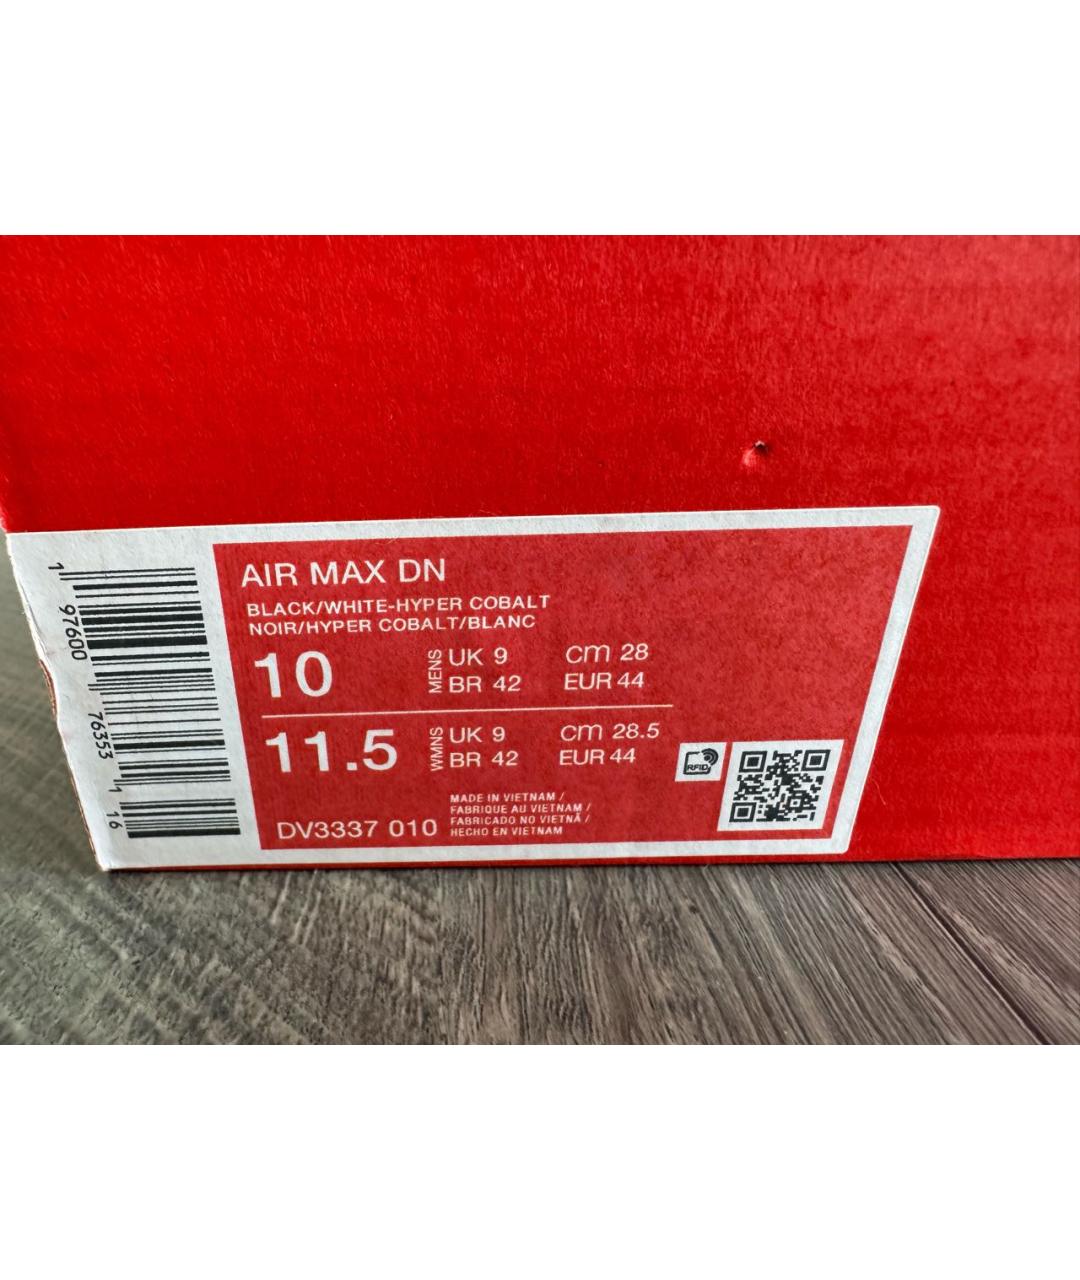 AIR MAX DN
BLACK/WHITE-HYPER COBALT
NOIR/HYPER COBALT/BLANC
10 MENS UK 9 cm 28
BR 42 EUR 44
11.5 WMNS UK 9 cm 28.5
BR 42 EUR 44
RFID
DV3337 010
MADE IN VIETNAM /
FABRIQUE AU VIETNAM /
FABRICADO NO VIETNÃ /
HECHO EN VIETNAM
1 97600 76353 1 16